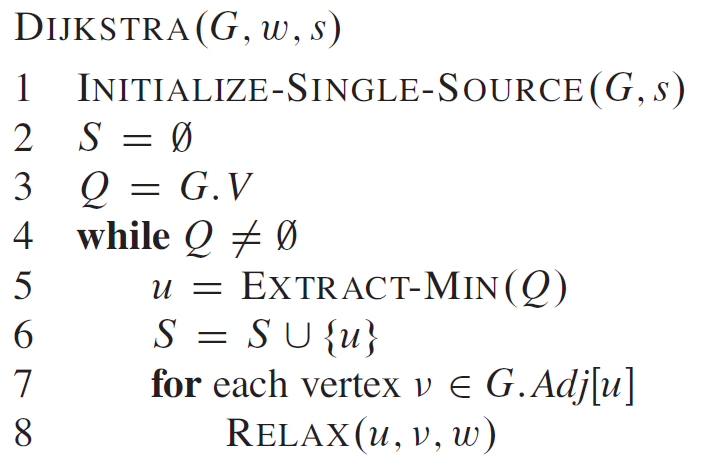 DIJKSTRA(G, w, s)
1 INITIALIZE-SINGLE-SOURCE(G, s)
2 S = ∅
3 Q = G.V
4 while Q ≠ ∅
5 u = EXTRACT-MIN(Q)
6 S = S ∪ {u}
7 for each vertex v ∈ G.Adj[u]
8 RELAX(u, v, w)